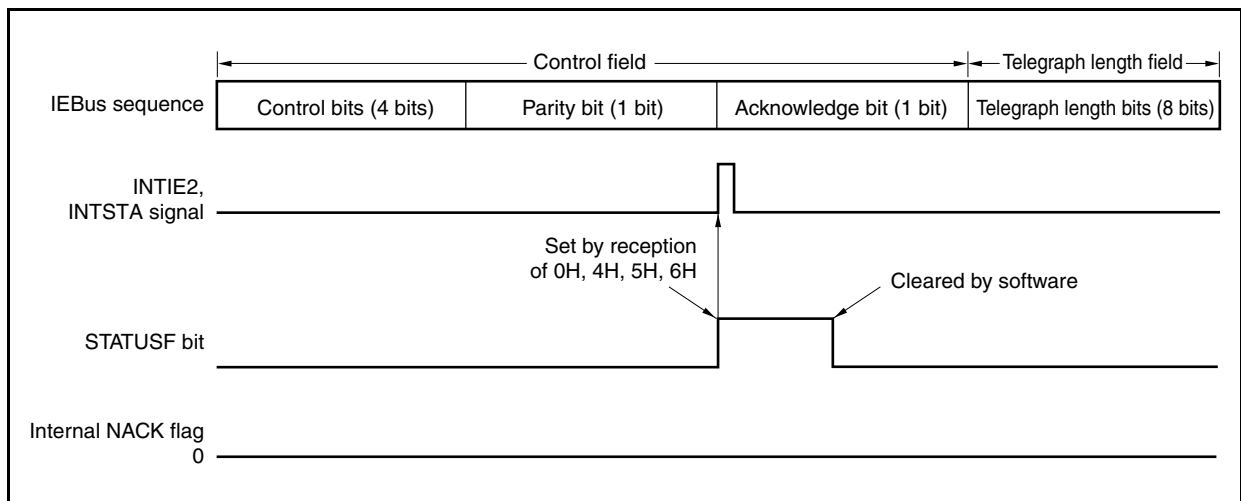 Control field
Telegraph length field
IEBus sequence
Control bits (4 bits)
Parity bit (1 bit)
Acknowledge bit (1 bit)
Telegraph length bits (8 bits)
INTIE2,
INTSTA signal
Set by reception
of 0H, 4H, 5H, 6H
Cleared by software
STATUSF bit
Internal NACK flag
0